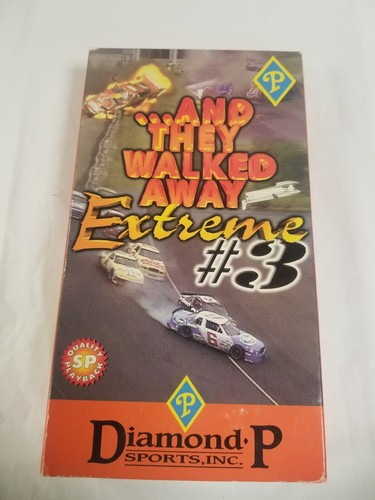 P
...AND
THEY
WALKED
AWAY
Extreme
#3
6
QUALITY
SP
PLAYBACK
P
Diamond·P
SPORTS, INC.